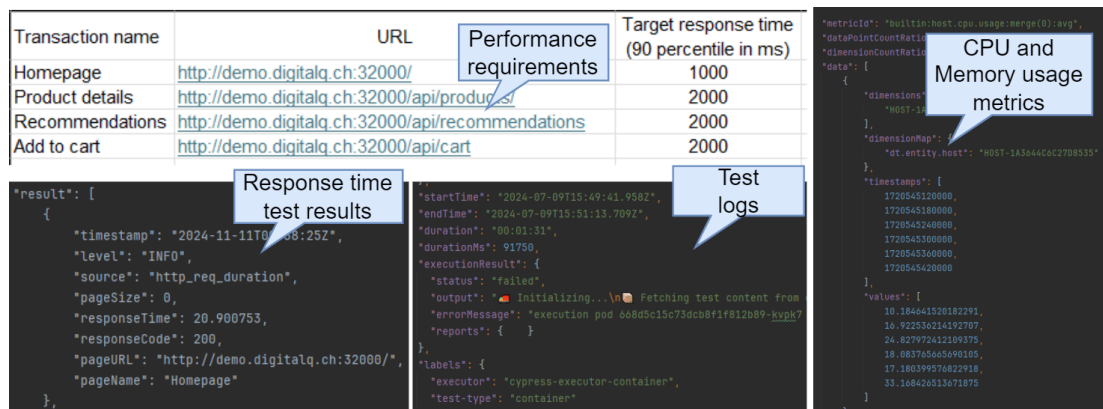 Transaction name URL Target response time
(90 percentile in ms)
Homepage http://demo.digitalq.ch:32000/ 1000
Product details http://demo.digitalq.ch:32000/api/products/ 2000
Recommendations http://demo.digitalq.ch:32000/api/recommendations 2000
Add to cart http://demo.digitalq.ch:32000/api/cart 2000
Performance
requirements
"result": [
{
"timestamp": "2024-11-11T0 :58:25Z",
"level": "INFO",
"source": "http_req_duration",
"pageSize": 0,
"responseTime": 20.900753,
"responseCode": 200,
"pageURL": "http://demo.digitalq.ch:32000/",
"pageName": "Homepage"
},
Response time
test results
},
"startTime": "2024-07-09T15:49:41.958Z",
"endTime": "2024-07-09T15:51:13.709Z",
"duration": "00:01:31",
"durationMs": 91750,
"executionResult": {
"status": "failed",
"output": " Initializing...\n Fetching test content from
"errorMessage": "execution pod 668d5c15c73dcb8f1f812b89-kvpk7
"reports": { }
},
"labels": {
"executor": "cypress-executor-container",
"test-type": "container"
Test
logs
"metricId": "builtin:host.cpu.usage:merge(0):avg",
"dataPointCountRatio
"dimensionCountRatio
"data": [
{
"dimensions"
"HOST-1A
],
"dimensionMap": {
"dt.entity.host": "HOST-1A3644C6C27D8535"
},
"timestamps": [
1720545120000,
1720545180000,
1720545240000,
1720545300000,
1720545360000,
1720545420000
],
"values": [
10.184641520182291,
16.922536214192707,
24.827972412109375,
18.083765665690105,
17.180399576822918,
33.168426513671875
]
CPU and
Memory usage
metrics